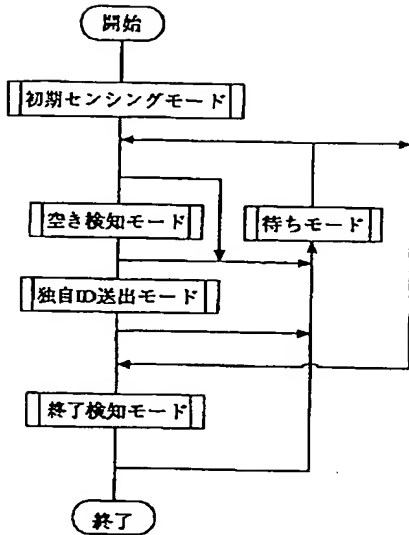 開始
初期センシングモード
空き検知モード
待ちモード
独自ID送出モード
終了検知モード
終了